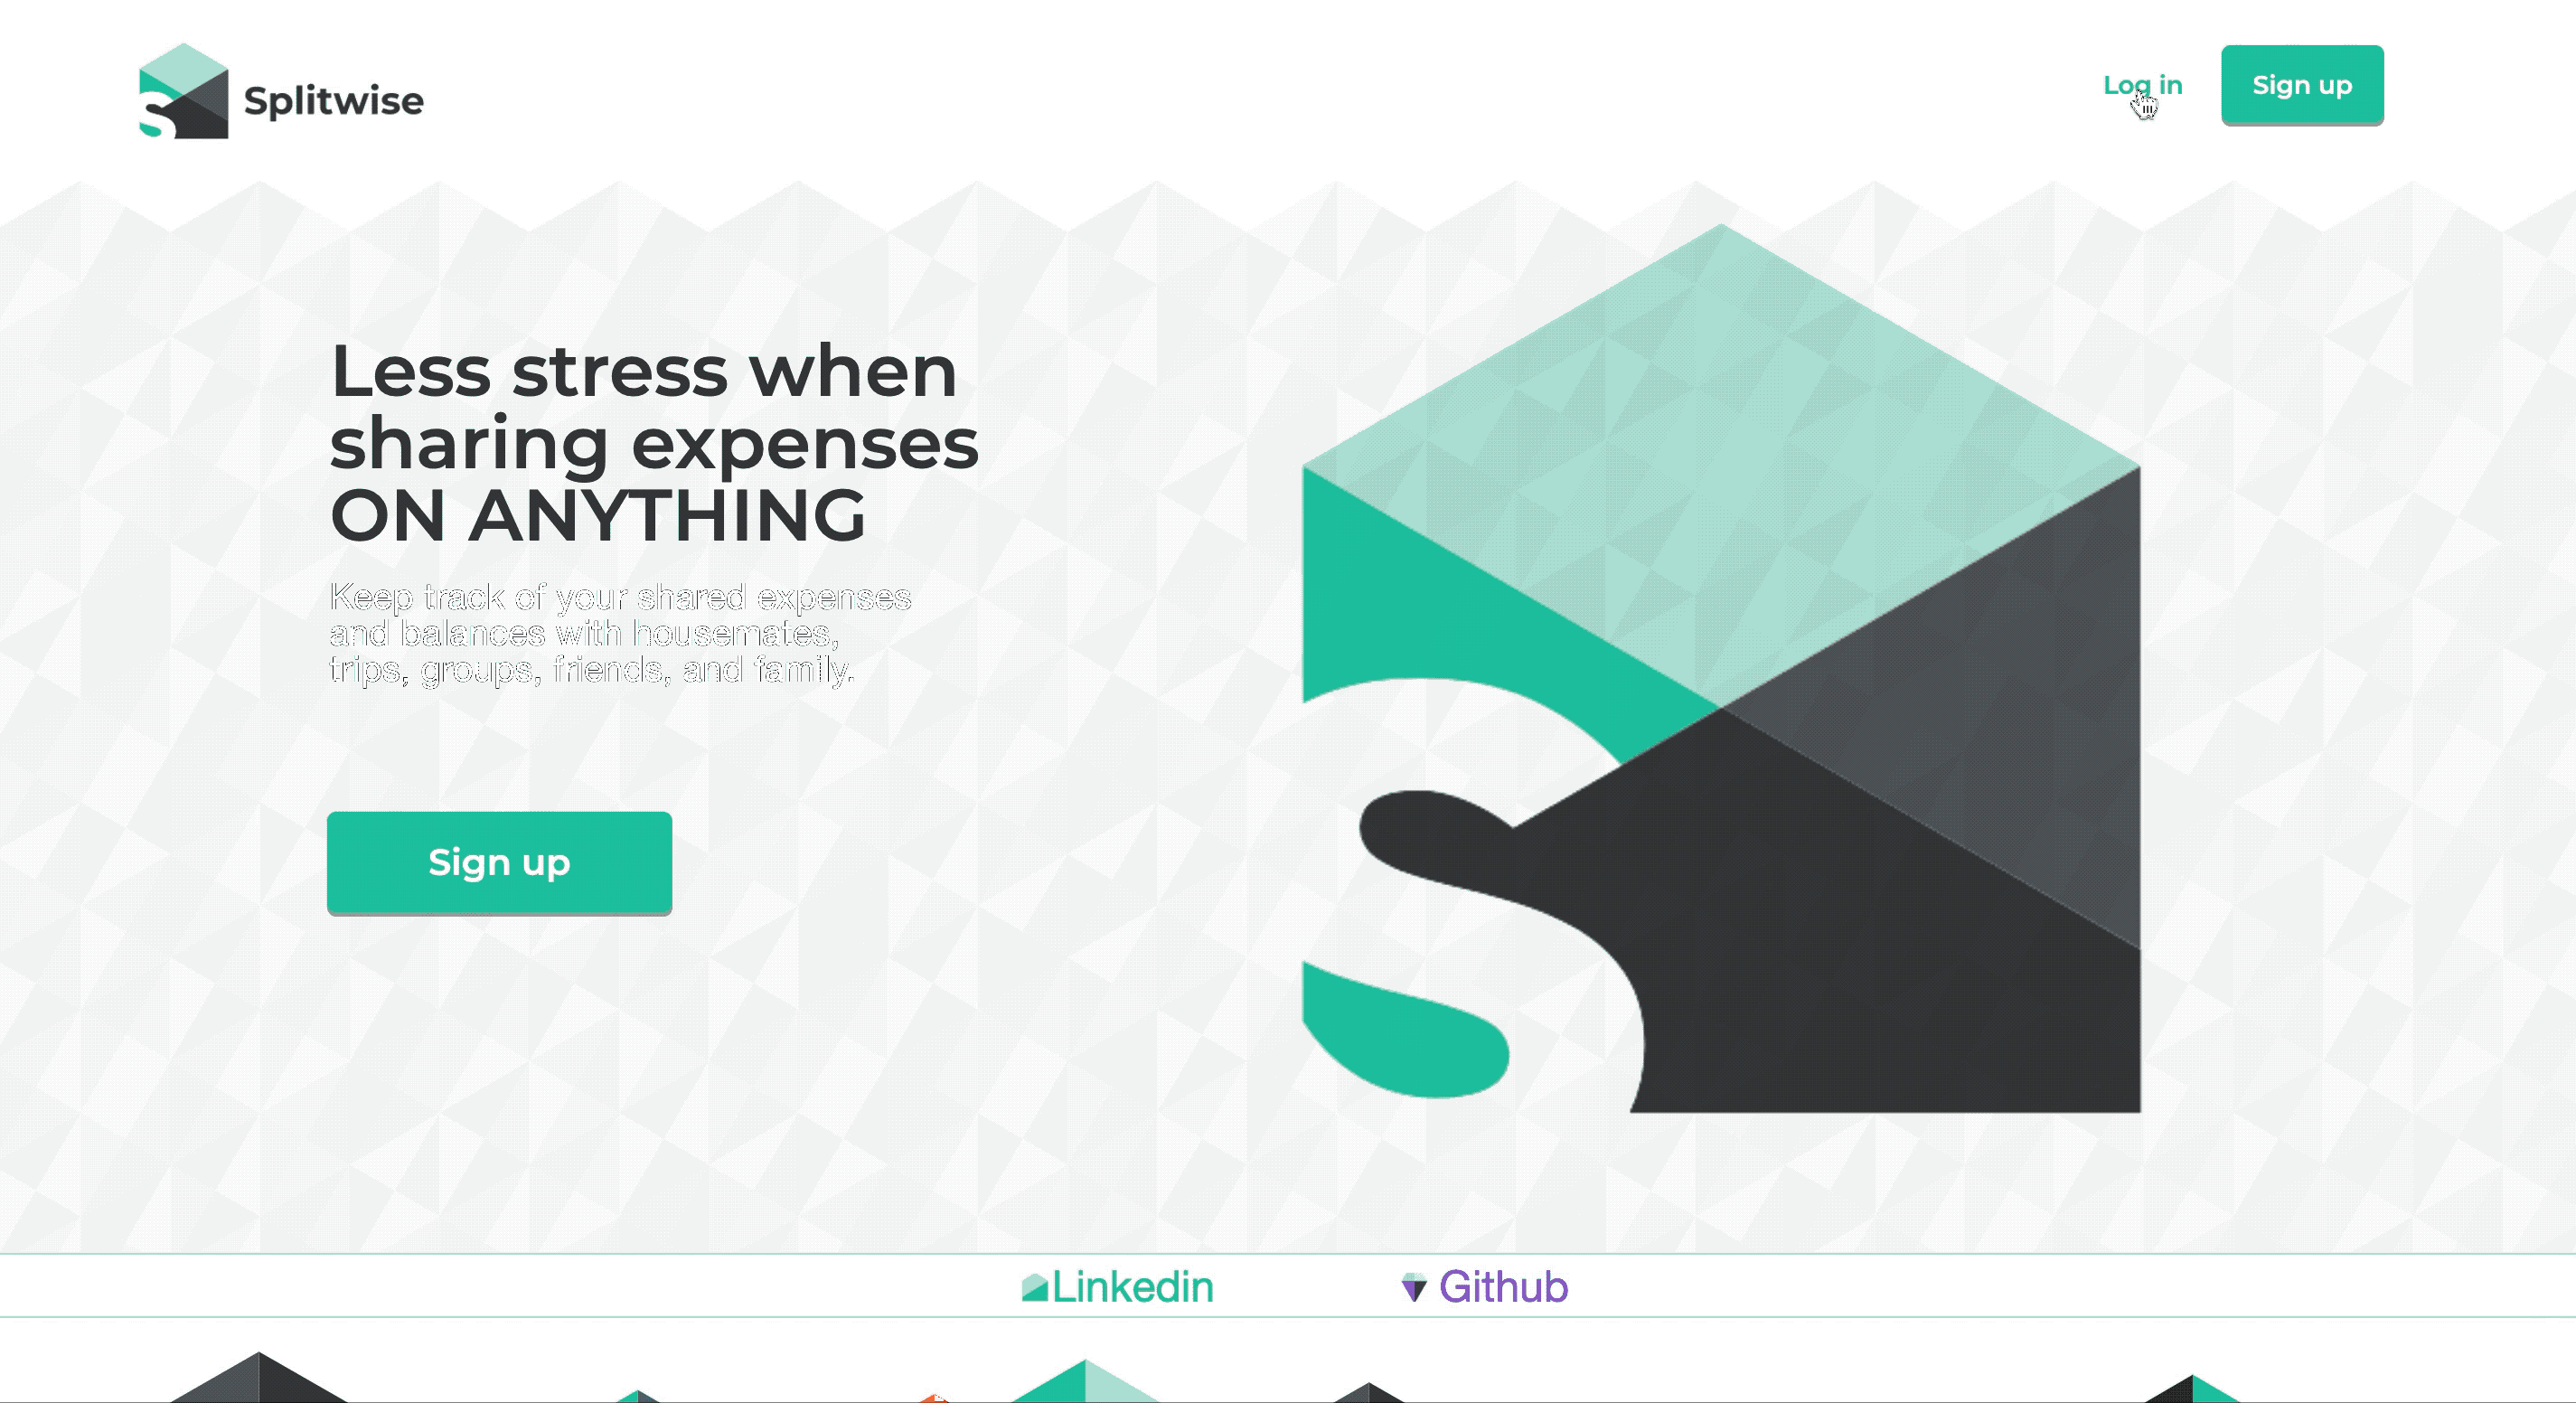 Splitwise
Log in
Sign up
Less stress when
sharing expenses
ON ANYTHING
Keep track of your shared expenses
and balances with housemates,
trips, groups, friends, and family.
Sign up
Linkedin
Github